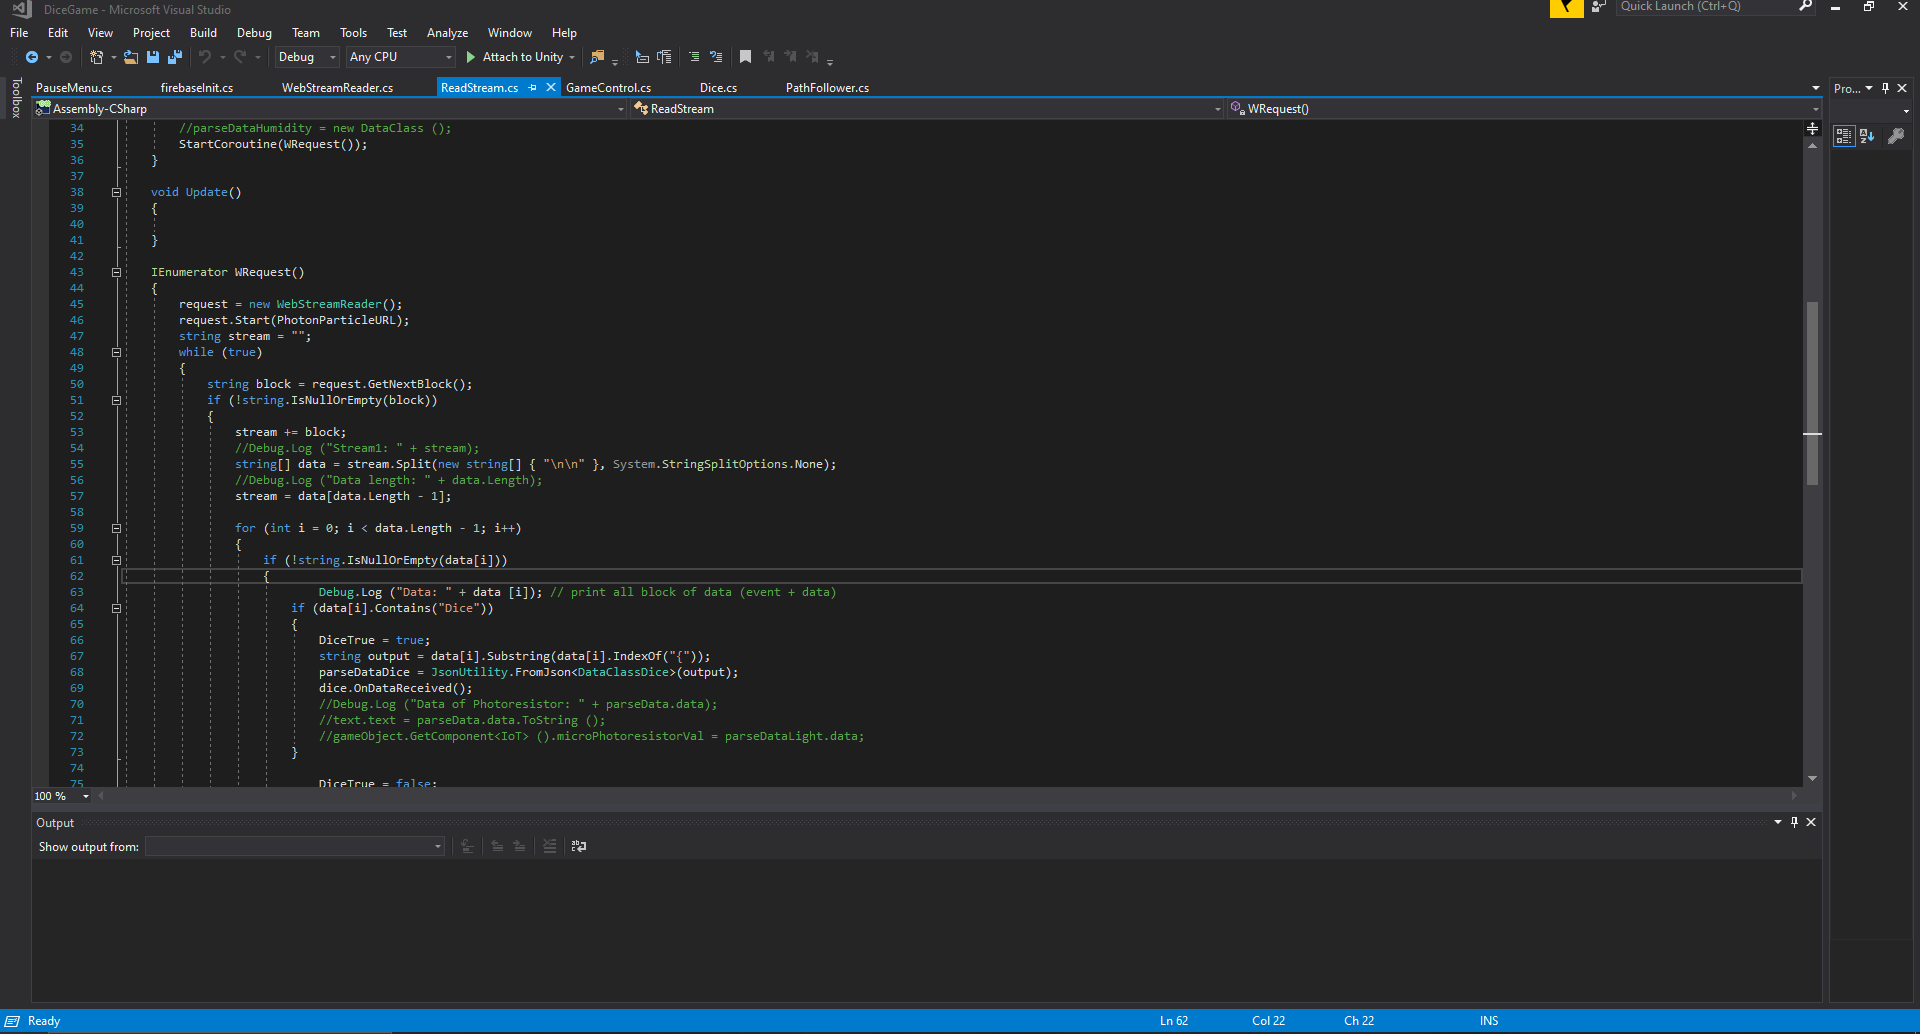 DiceGame - Microsoft Visual Studio
Quick Launch (Ctrl+Q)
File Edit View Project Build Debug Team Tools Test Analyze Window Help
Debug Any CPU Attach to Unity
Toolbox
PauseMenu.cs firebaseInit.cs WebStreamReader.cs ReadStream.cs GameControl.cs Dice.cs PathFollower.cs
Pro...
Assembly-CSharp ReadStream WRequest()
34 //parseDataHumidity = new DataClass ();
35 StartCoroutine(WRequest());
36 }
37
38 void Update()
39 {
40
41 }
42
43 IEnumerator WRequest()
44 {
45 request = new WebStreamReader();
46 request.Start(PhotonParticleURL);
47 string stream = "";
48 while (true)
49 {
50 string block = request.GetNextBlock();
51 if (!string.IsNullOrEmpty(block))
52 {
53 stream += block;
54 //Debug.Log ("Stream1: " + stream);
55 string[] data = stream.Split(new string[] { "\n\n" }, System.StringSplitOptions.None);
56 //Debug.Log ("Data length: " + data.Length);
57 stream = data[data.Length - 1];
58
59 for (int i = 0; i < data.Length - 1; i++)
60 {
61 if (!string.IsNullOrEmpty(data[i]))
62 {
63 Debug.Log ("Data: " + data [i]); // print all block of data (event + data)
64 if (data[i].Contains("Dice"))
65 {
66 DiceTrue = true;
67 string output = data[i].Substring(data[i].IndexOf("{"));
68 parseDataDice = JsonUtility.FromJson<DataClassDice>(output);
69 dice.OnDataReceived();
70 //Debug.Log ("Data of Photoresistor: " + parseData.data);
71 //text.text = parseData.data.ToString ();
72 //gameObject.GetComponent<IoT> ().microPhotoresistorVal = parseDataLight.data;
73 }
74
75 DiceTrue = false;
100 %
Output
Show output from:
Ready Ln 62 Col 22 Ch 22 INS